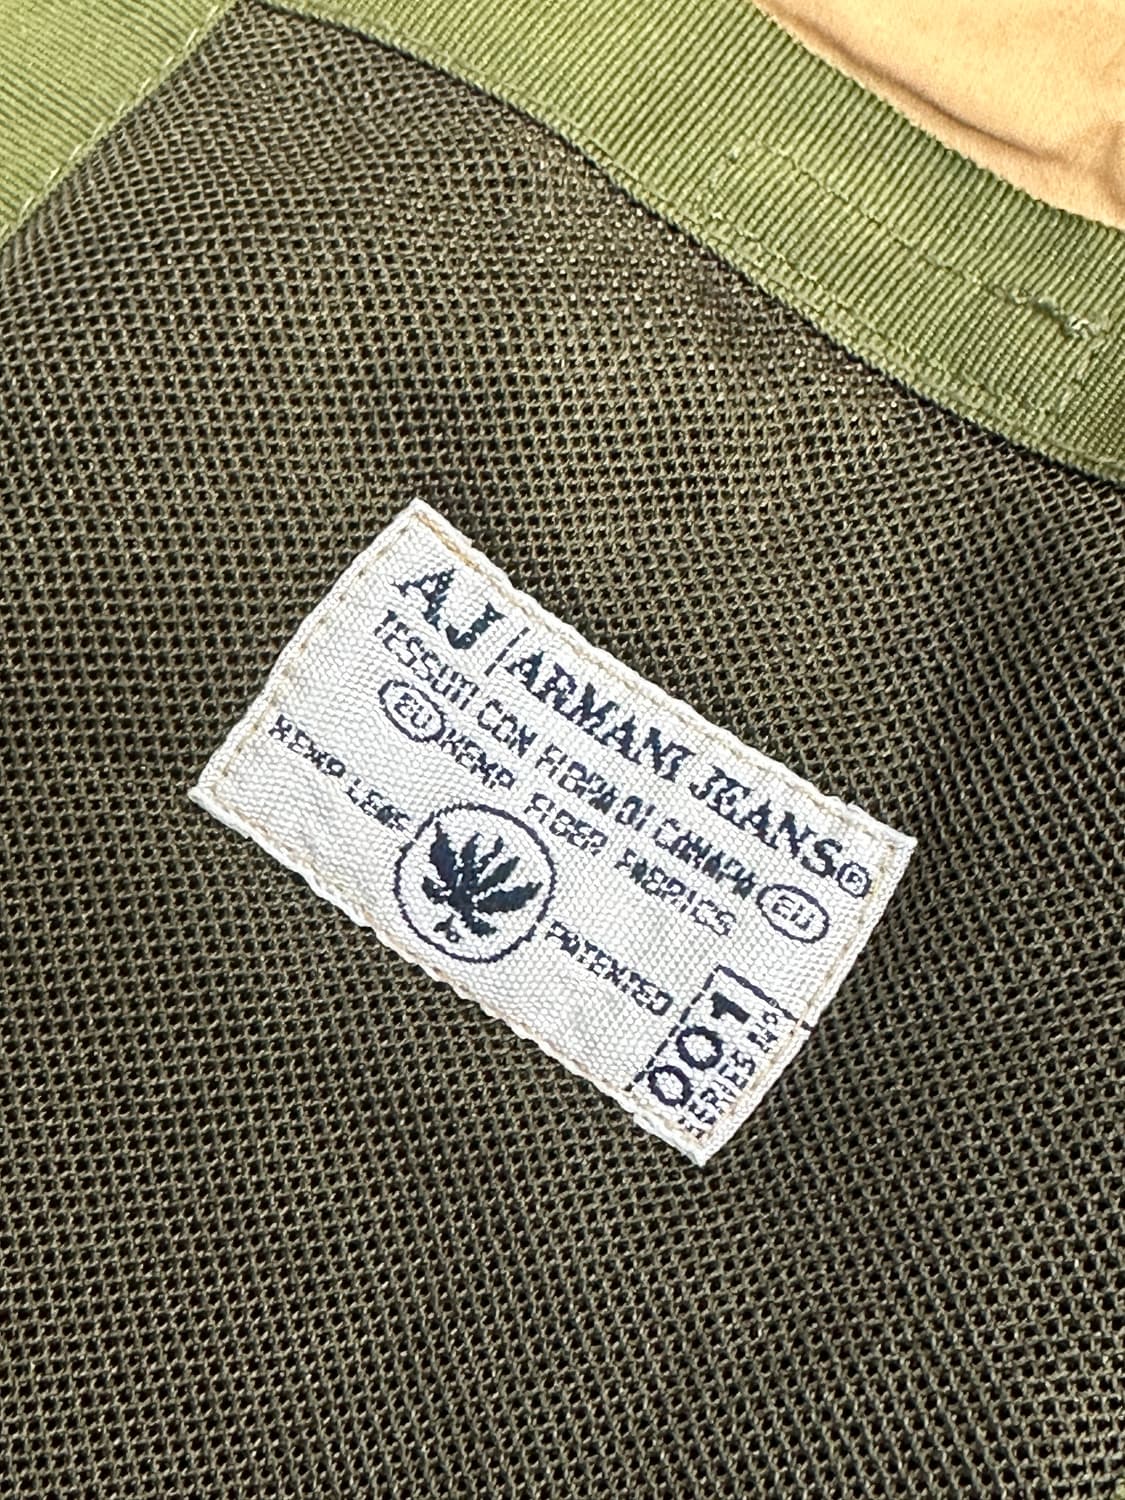 AJ | ARMANI JEANS®
TESSUTI CON FIBRA DI CANAPA EU
EU HEMP FIBER FABRICS
HEMP LEAF PATENTED
001
SERIES No